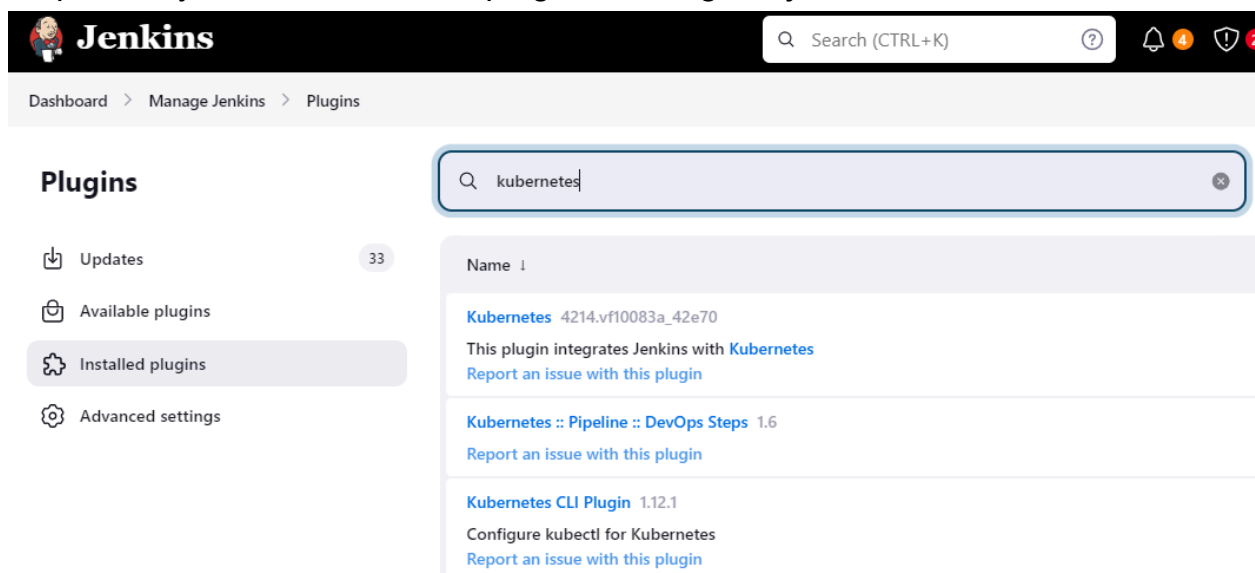 Jenkins
Search (CTRL+K)
4
Dashboard > Manage Jenkins > Plugins
Plugins
kubernetes
Updates 33
Available plugins
Installed plugins
Advanced settings
Name ↓
Kubernetes 4214.vf10083a_42e70
This plugin integrates Jenkins with Kubernetes
Report an issue with this plugin
Kubernetes :: Pipeline :: DevOps Steps 1.6
Report an issue with this plugin
Kubernetes CLI Plugin 1.12.1
Configure kubectl for Kubernetes
Report an issue with this plugin